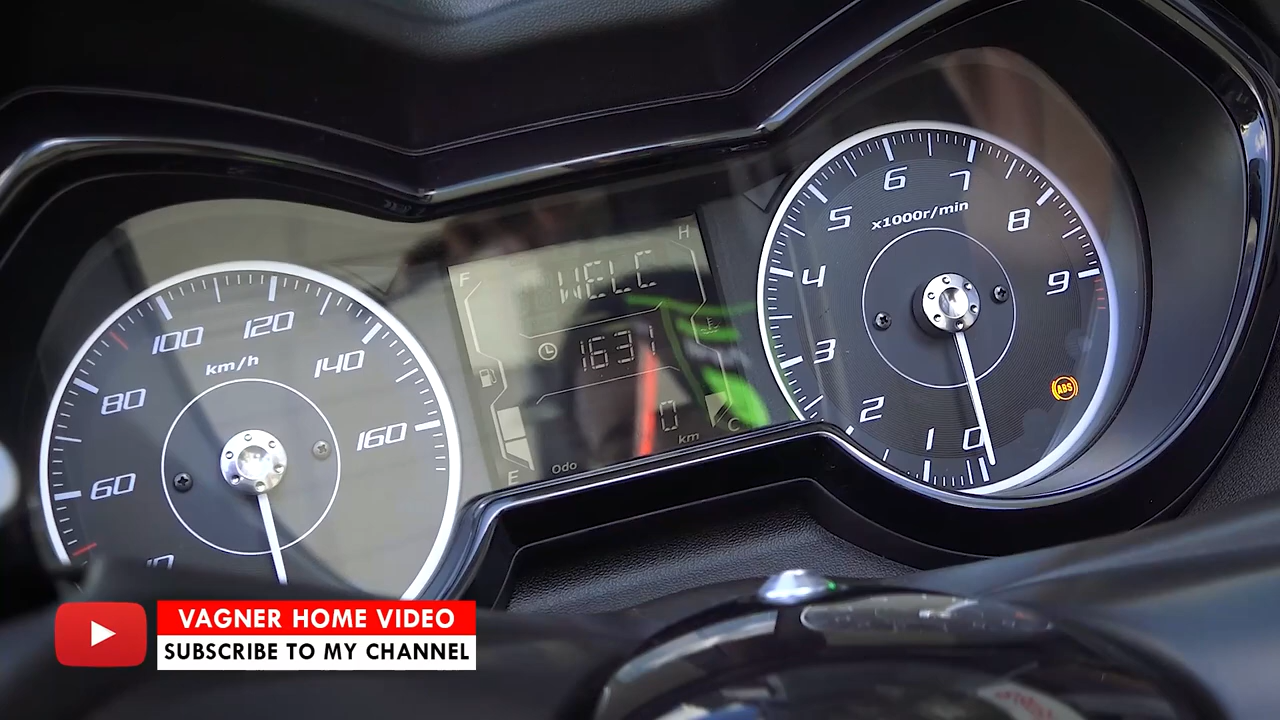 100
120
140
km/h
80
60
160
F
H
WELC
1631
0
km
E
Odo
C
6
7
5
8
x1000r/min
4
9
3
2
1
0
ABS
VAGNER HOME VIDEO
SUBSCRIBE TO MY CHANNEL